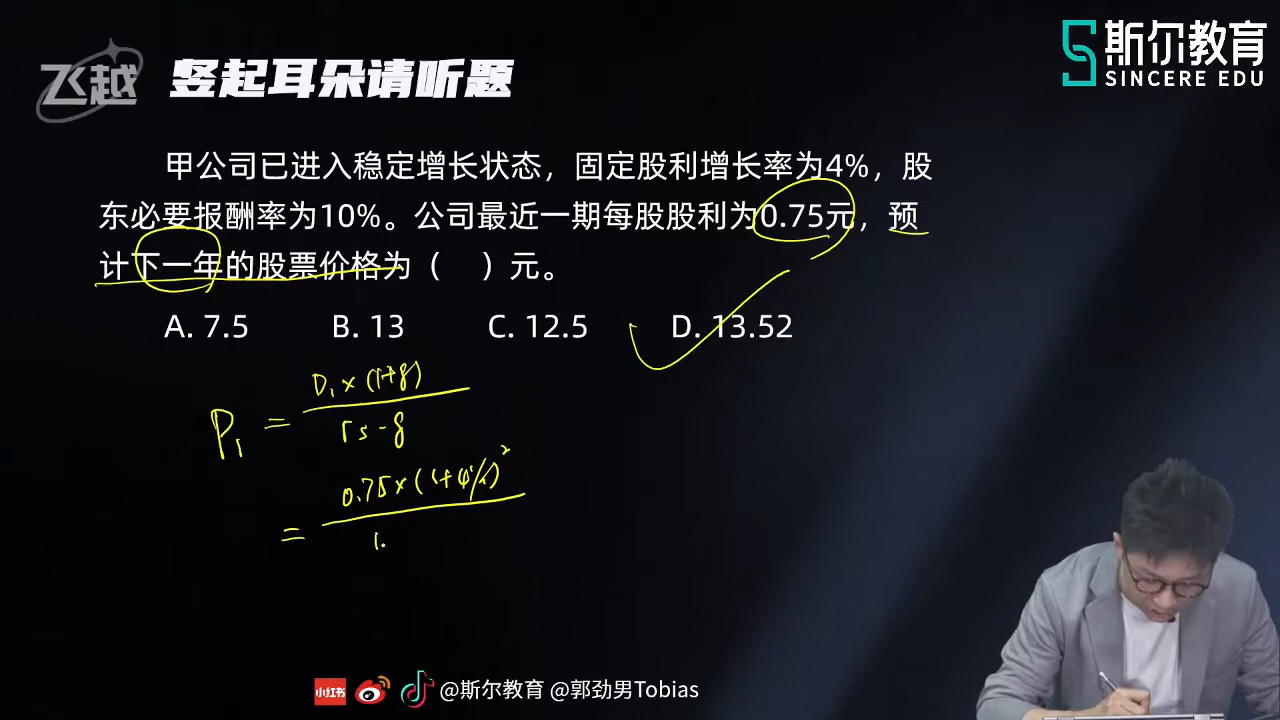 飞越
竖起耳朵请听题
斯尔教育
SINCERE EDU
甲公司已进入稳定增长状态，固定股利增长率为4%，股
东必要报酬率为10%。公司最近一期每股股利为0.75元，预
计下一年的股票价格为（ ）元。
A. 7.5 B. 13 C. 12.5 D. 13.52
D₁×(1+g)
P₁ =
rs-g
0.75×(1+4%)²
=
1.
小红书 @斯尔教育 @郭劲男Tobias